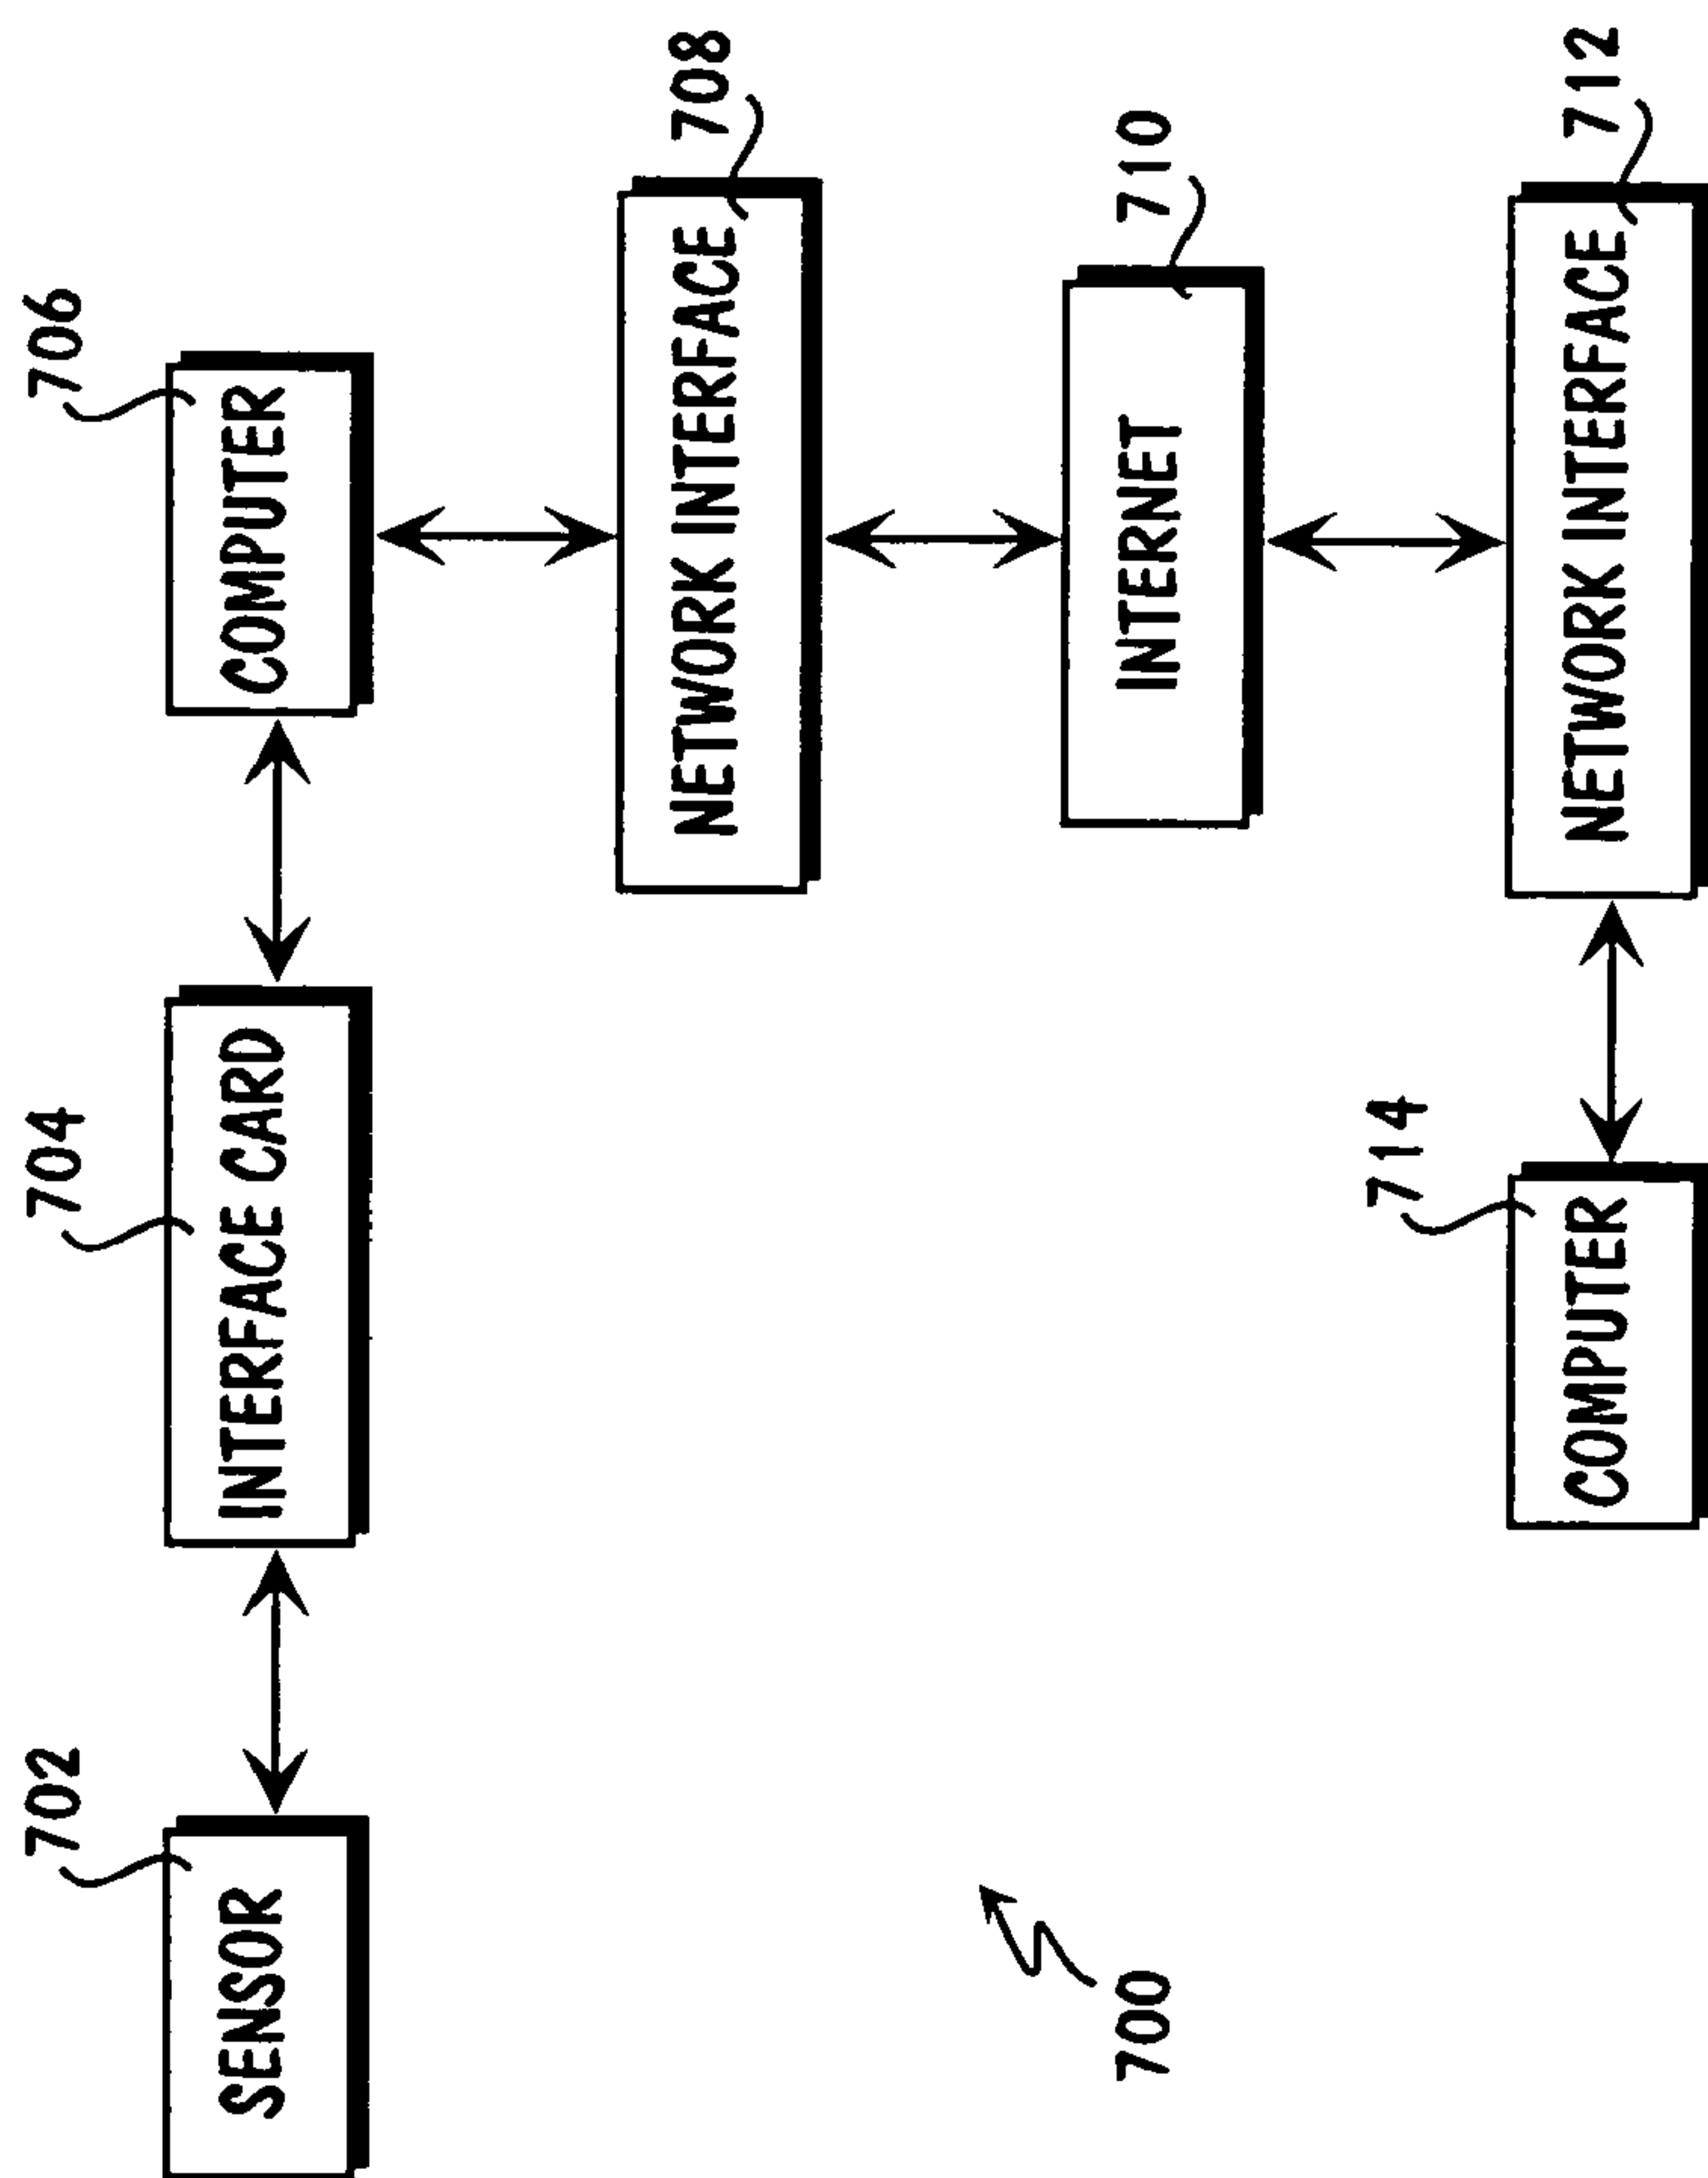 702
704
706
SENSOR
INTERFACE CARD
COMPUTER
708
NETWORK INTERFACE
700
710
INTERNET
714
712
COMPUTER
NETWORK INTERFACE